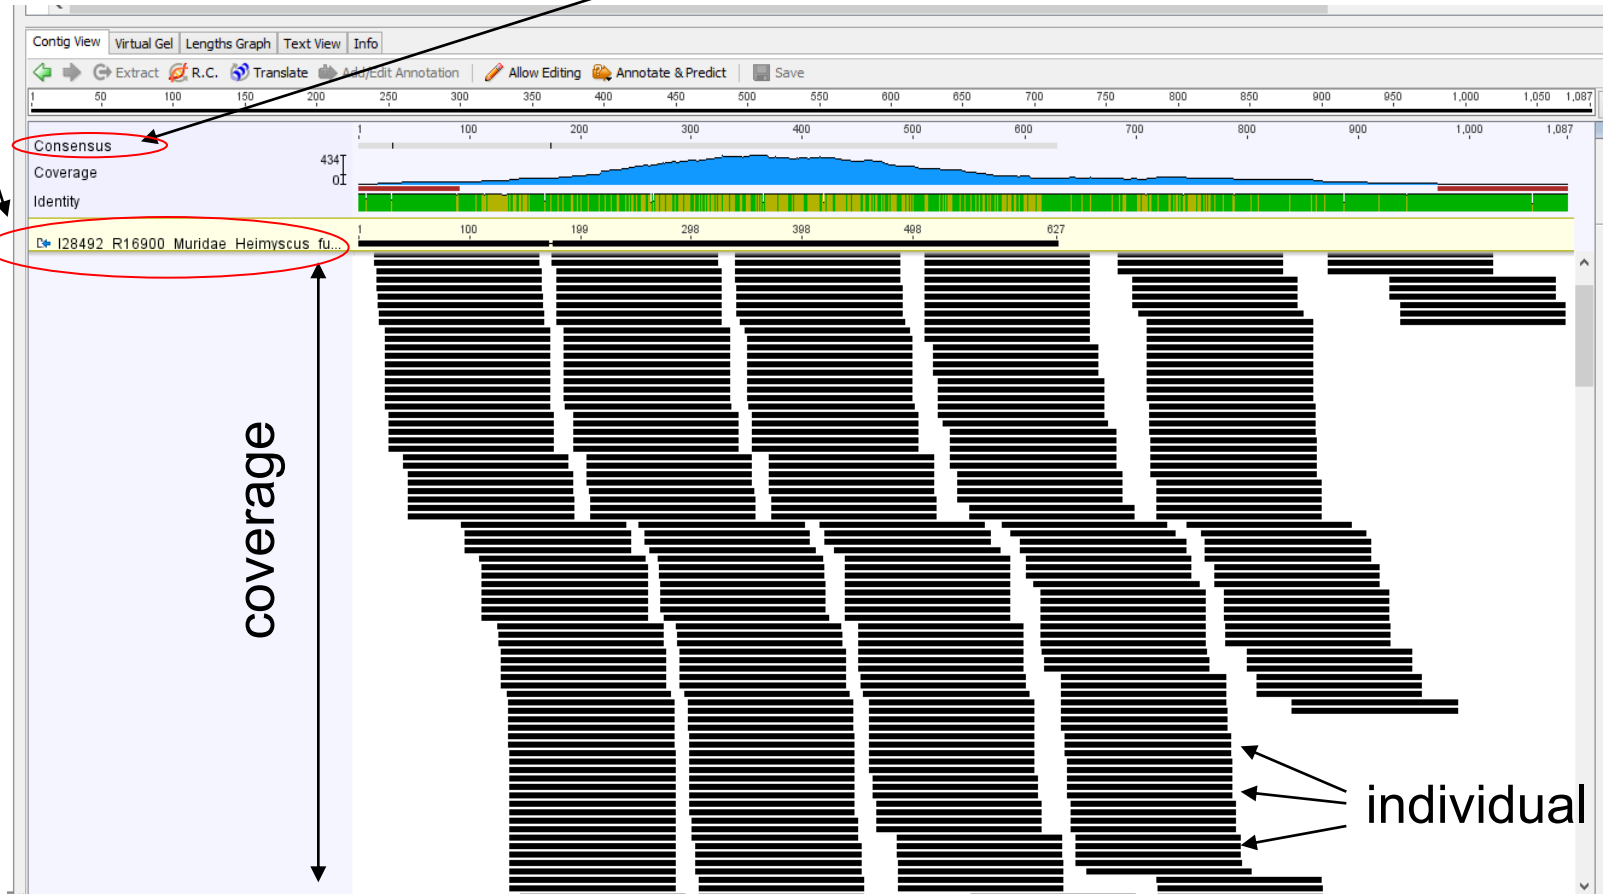 Contig View Virtual Gel Lengths Graph Text View Info
Extract R.C. Translate Add/Edit Annotation Allow Editing Annotate & Predict Save
1 50 100 150 200 250 300 350 400 450 500 550 600 650 700 750 800 850 900 950 1,000 1,050 1,087
1 100 200 300 400 500 600 700 800 900 1,000 1,087
Consensus
434
Coverage
0
Identity
1 100 199 298 398 498 627
I28492_R16900_Muridae_Heimyscus_fu...
coverage
individual